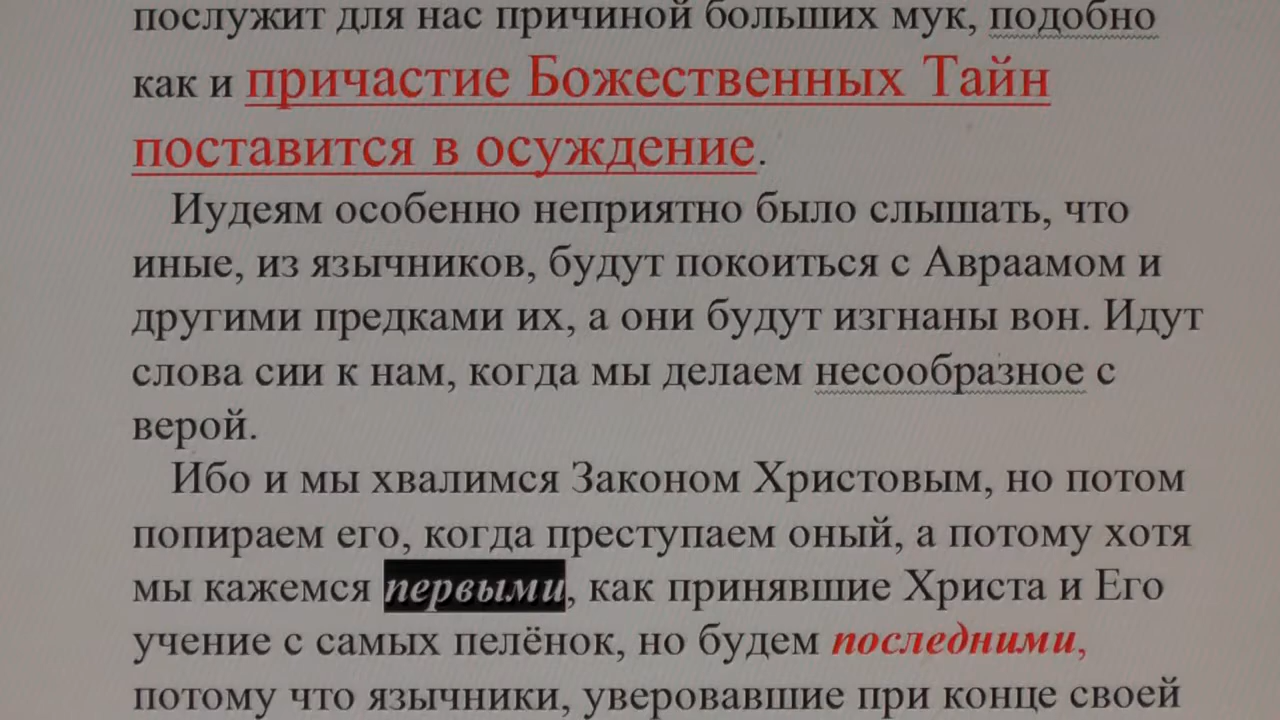 послужит для нас причиной больших мук, подобно
как и причастие Божественных Тайн
поставится в осуждение.
Иудеям особенно неприятно было слышать, что
иные, из язычников, будут покоиться с Авраамом и
другими предками их, а они будут изгнаны вон. Идут
слова сии к нам, когда мы делаем несообразное с
верой.
Ибо и мы хвалимся Законом Христовым, но потом
попираем его, когда преступаем оный, а потому хотя
мы кажемся первыми, как принявшие Христа и Его
учение с самых пелёнок, но будем последними,
потому что язычники, уверовавшие при конце своей